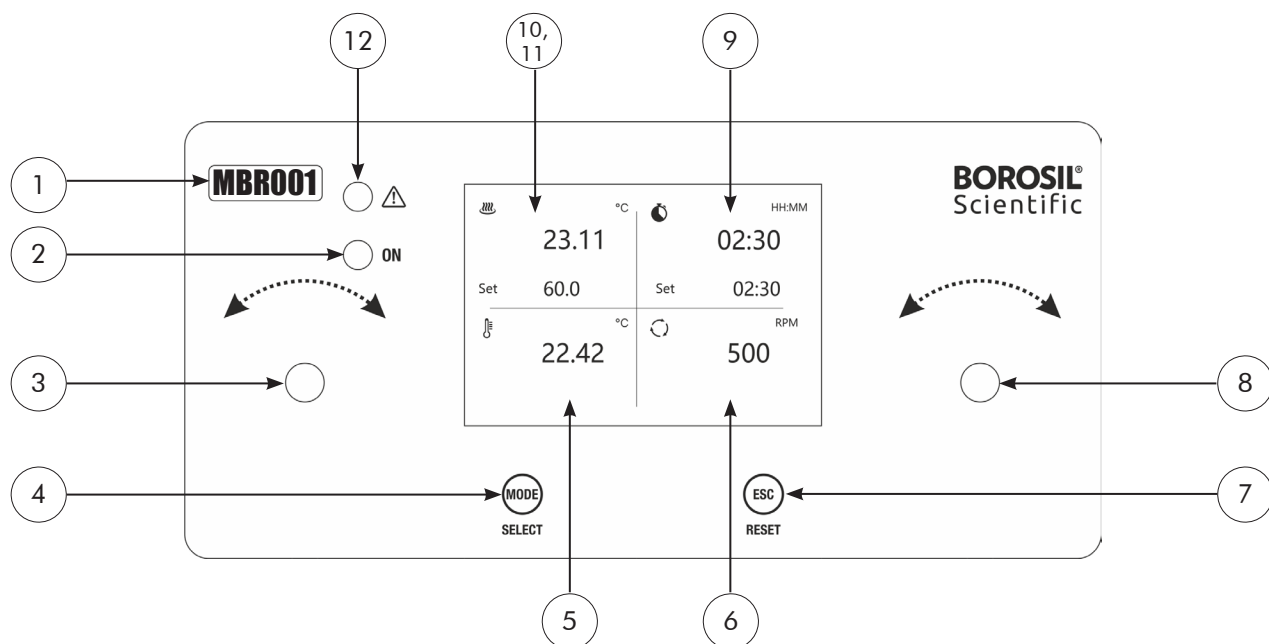 12
10,
11
9
1
MBR001
BOROSIL®
Scientific
2
ON
°C
HH:MM
23.11
02:30
Set 60.0
Set 02:30
°C
RPM
22.42
500
3
8
4
MODE
SELECT
ESC
RESET
7
5
6